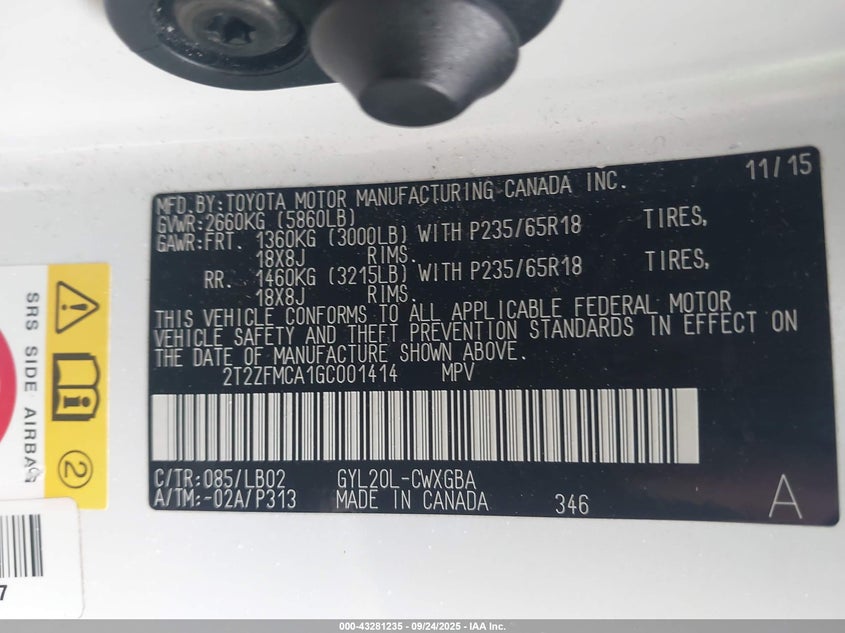 11/15
MFD.BY:TOYOTA MOTOR MANUFACTURING CANADA INC.
GVWR:2660KG (5860LB)
GAWR:FRT. 1360KG (3000LB) WITH P235/65R18 TIRES,
18X8J RIMS.
RR. 1460KG (3215LB) WITH P235/65R18 TIRES,
18X8J RIMS.
THIS VEHICLE CONFORMS TO ALL APPLICABLE FEDERAL MOTOR
VEHICLE SAFETY AND THEFT PREVENTION STANDARDS IN EFFECT ON
THE DATE OF MANUFACTURE SHOWN ABOVE.
2T2ZFMCA1GC001414 MPV
C/TR:085/LB02 GYL20L-CWXGBA
A/TM:-02A/P313 MADE IN CANADA 346 A
SRS SIDE AIRBAG
2
7
000-43281235 - 09/24/2025 - IAA Inc.